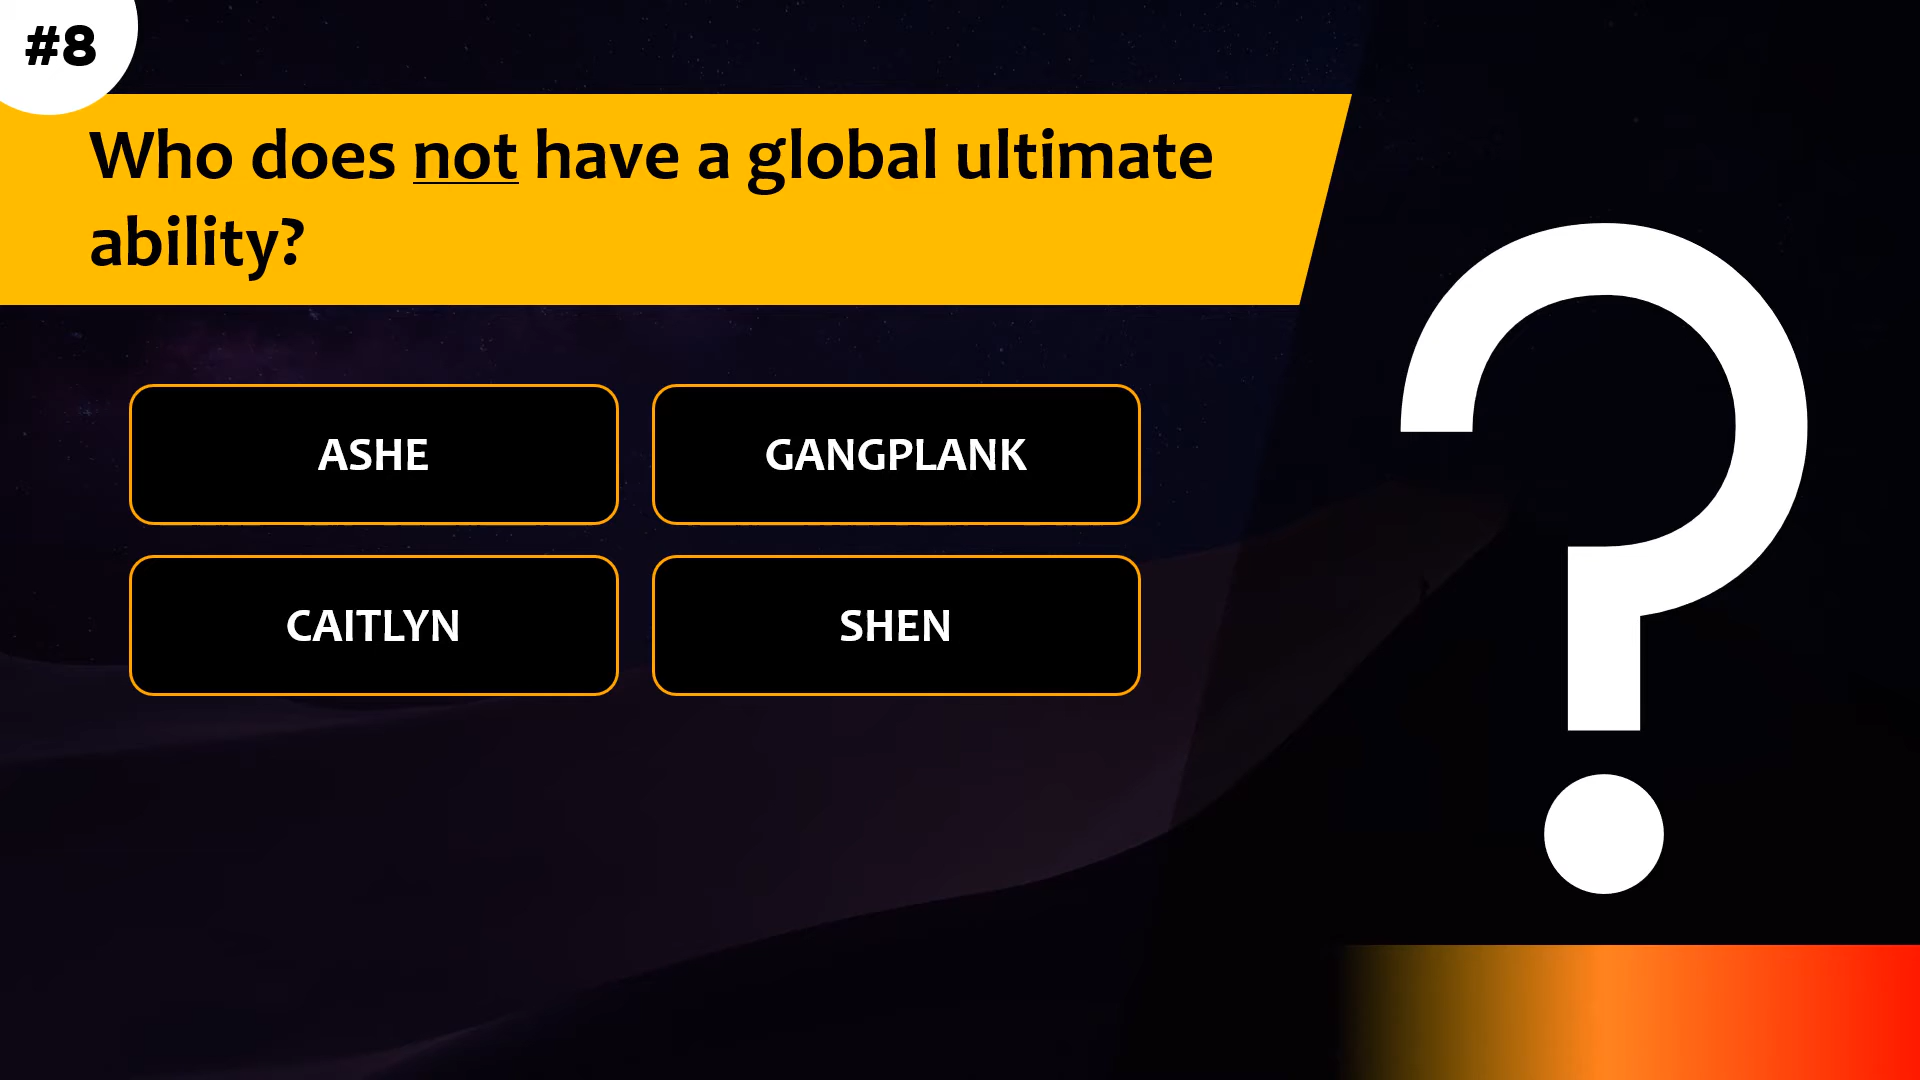 #8
Who does not have a global ultimate
ability?
ASHE
GANGPLANK
CAITLYN
SHEN